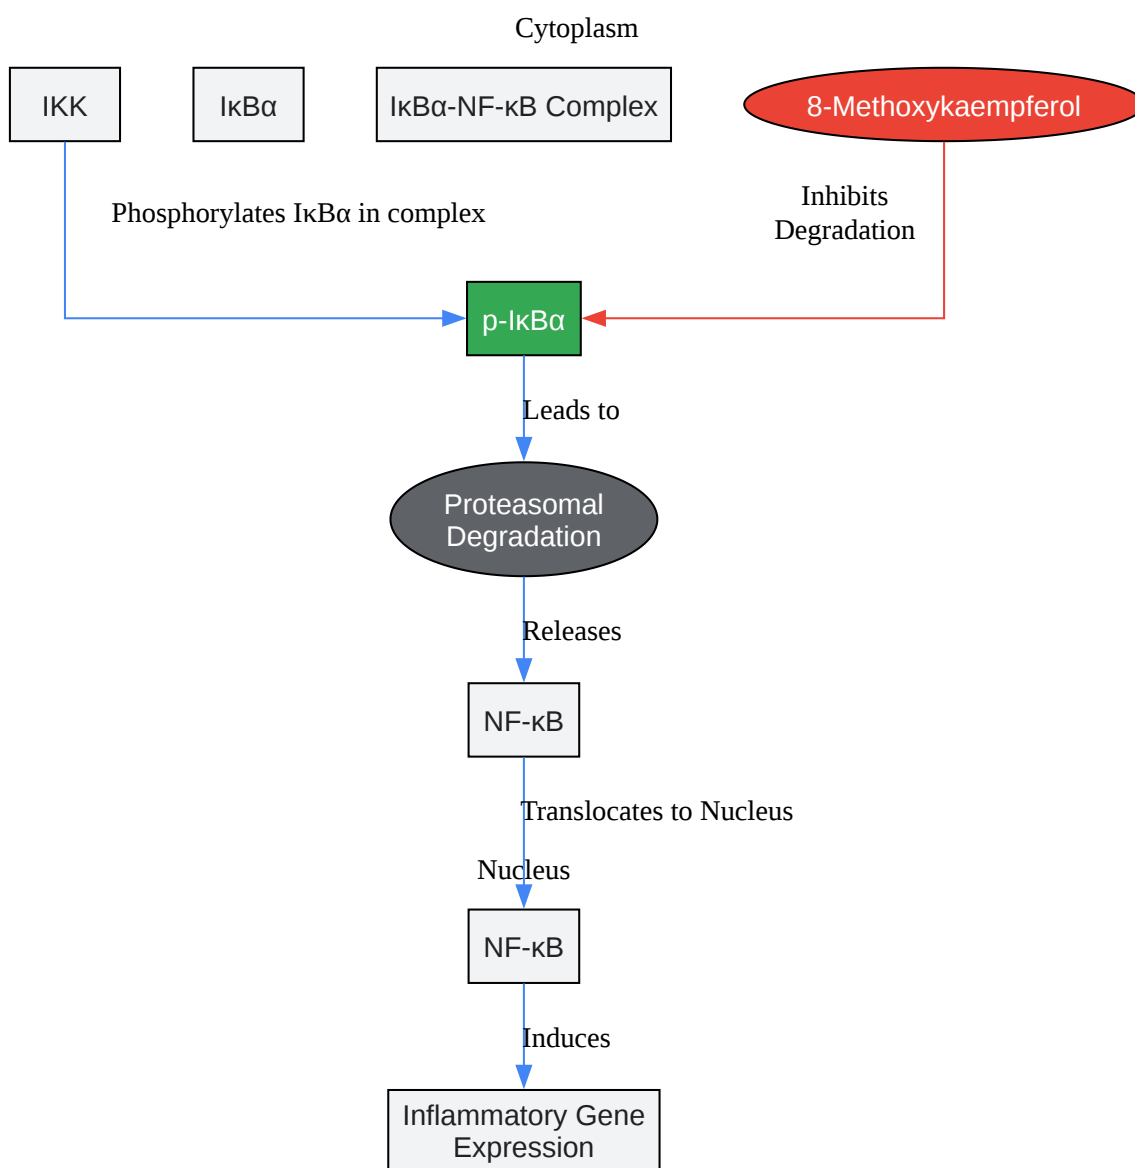 Cytoplasm
IKK
IκBα
IκBα-NF-κB Complex
8-Methoxykaempferol
Phosphorylates IκBα in complex
Inhibits
Degradation
p-IκBα
Leads to
Proteasomal
Degradation
Releases
NF-κB
Translocates to Nucleus
Nucleus
NF-κB
Induces
Inflammatory Gene
Expression